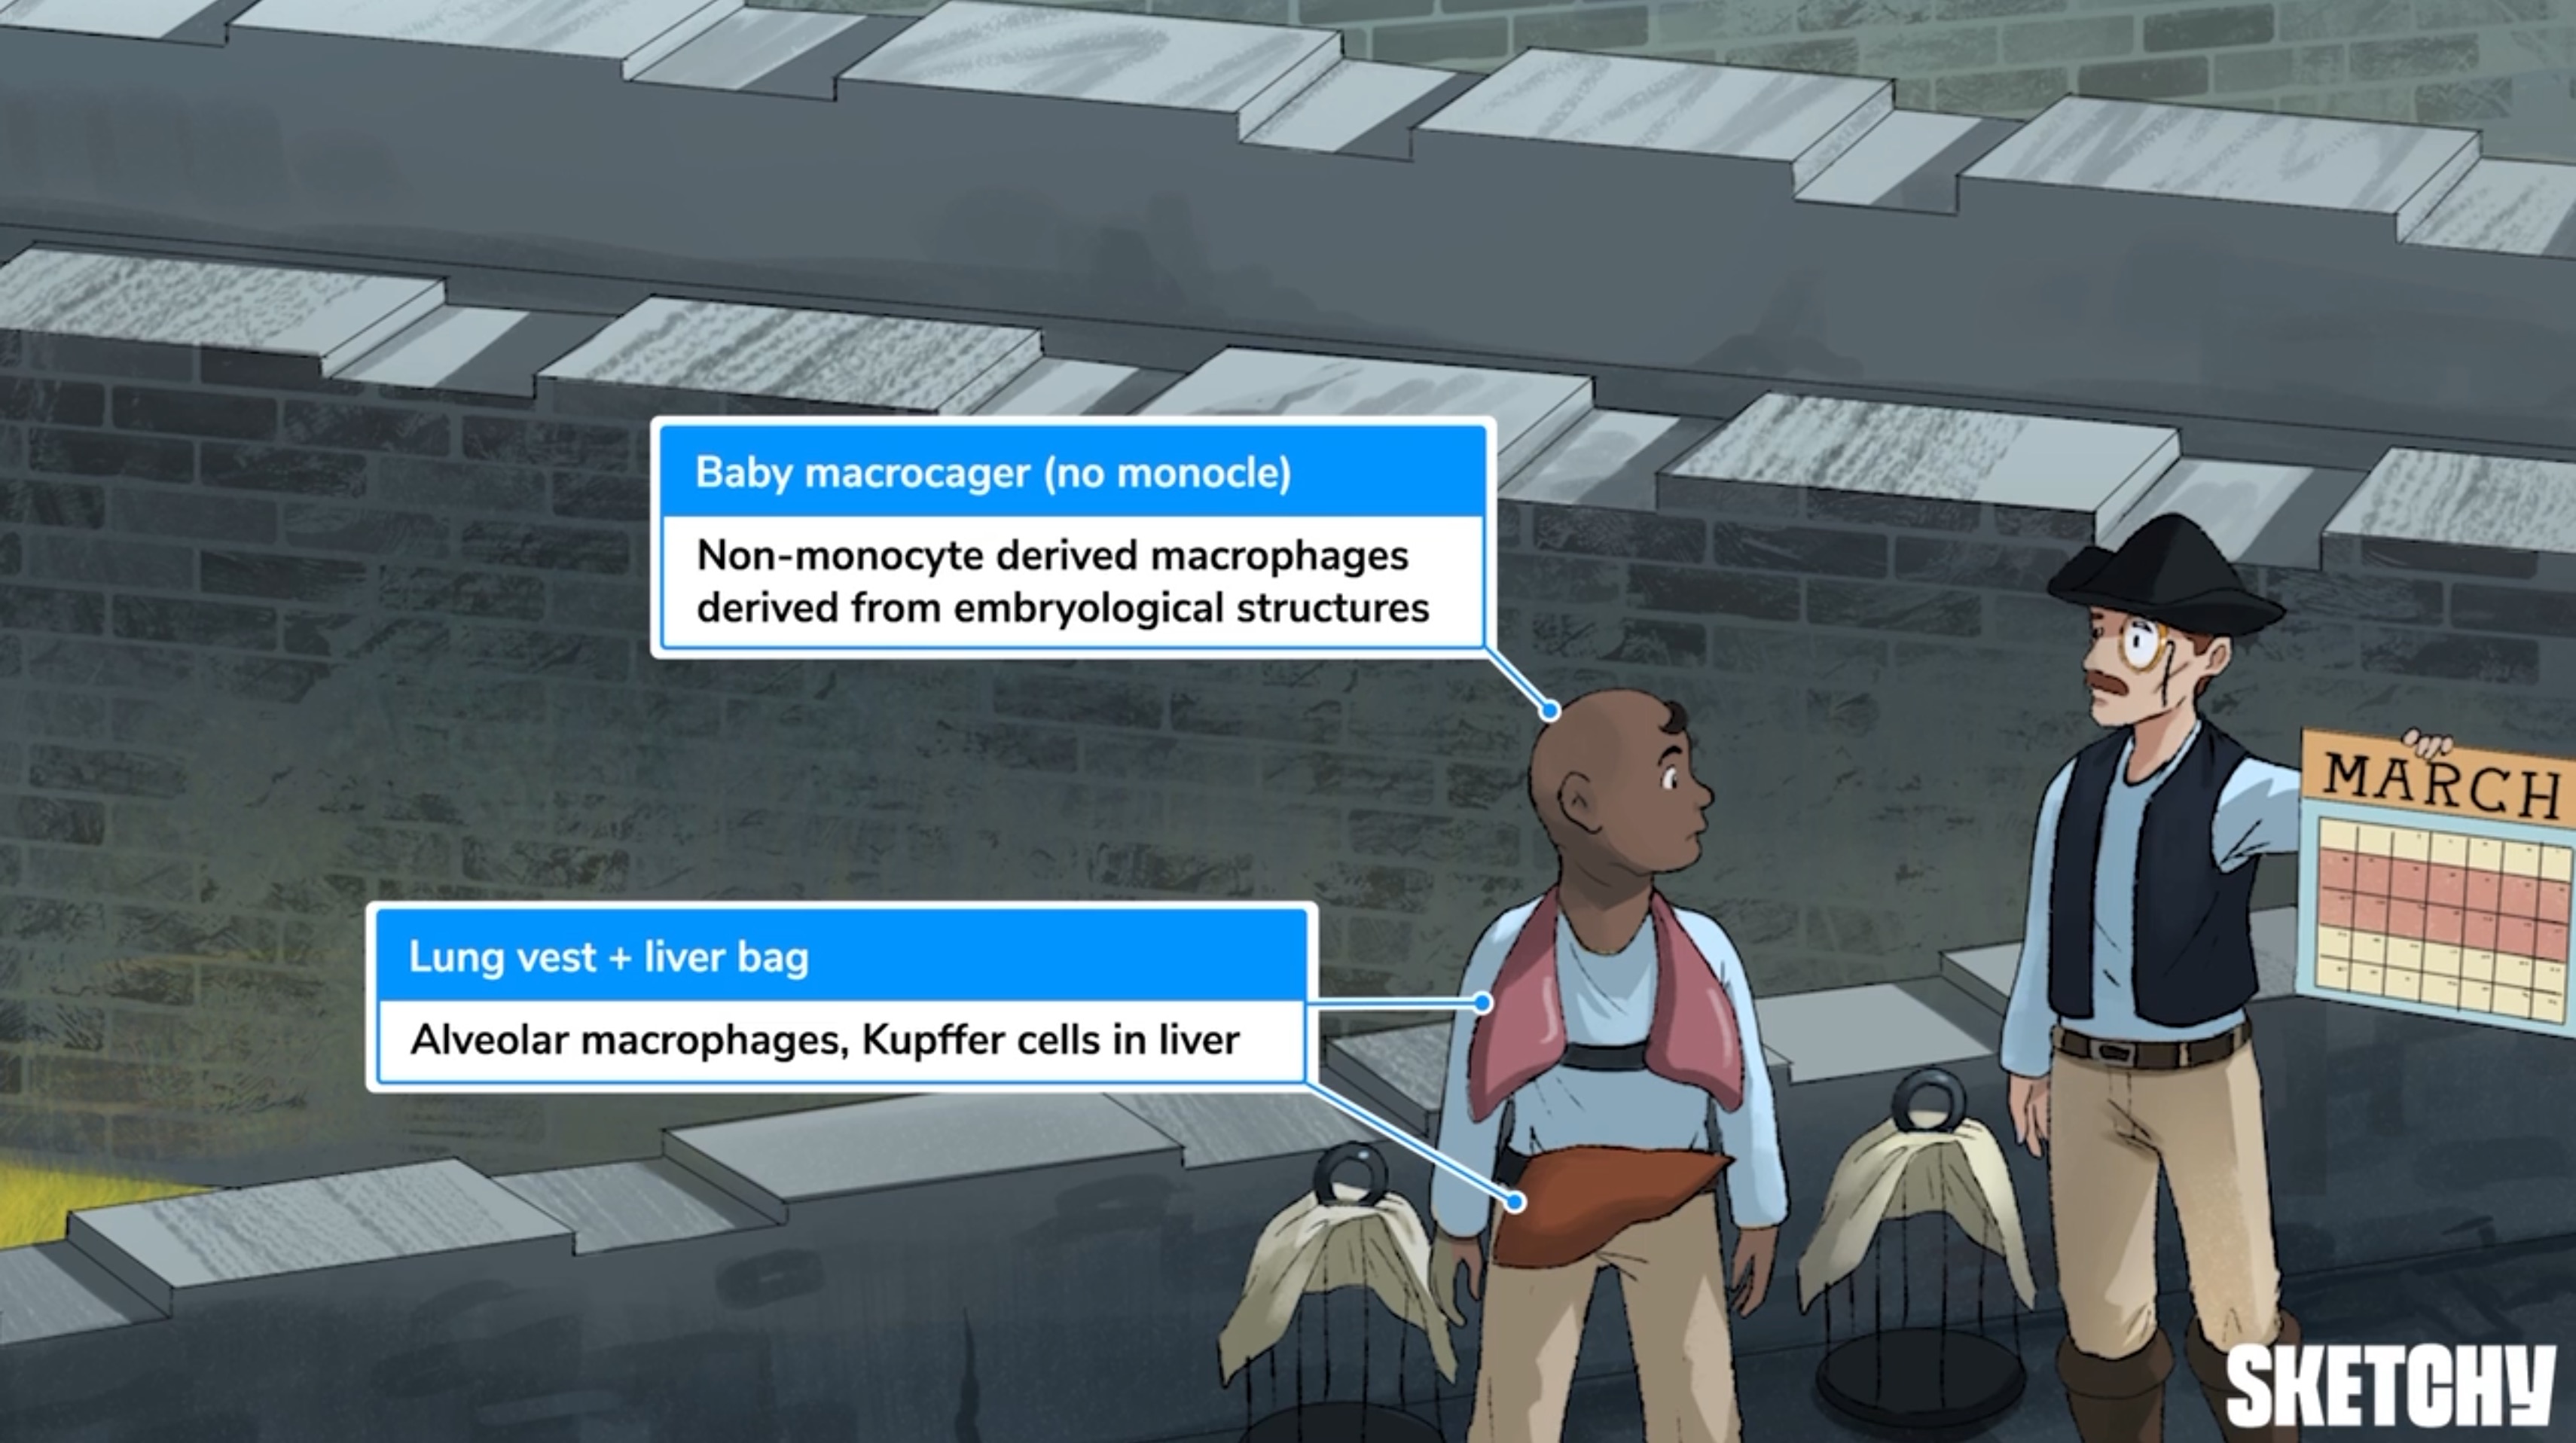 Baby macrocager (no monocle)
Non-monocyte derived macrophages
derived from embryological structures
MARCH
Lung vest + liver bag
Alveolar macrophages, Kupffer cells in liver
SKETCHY